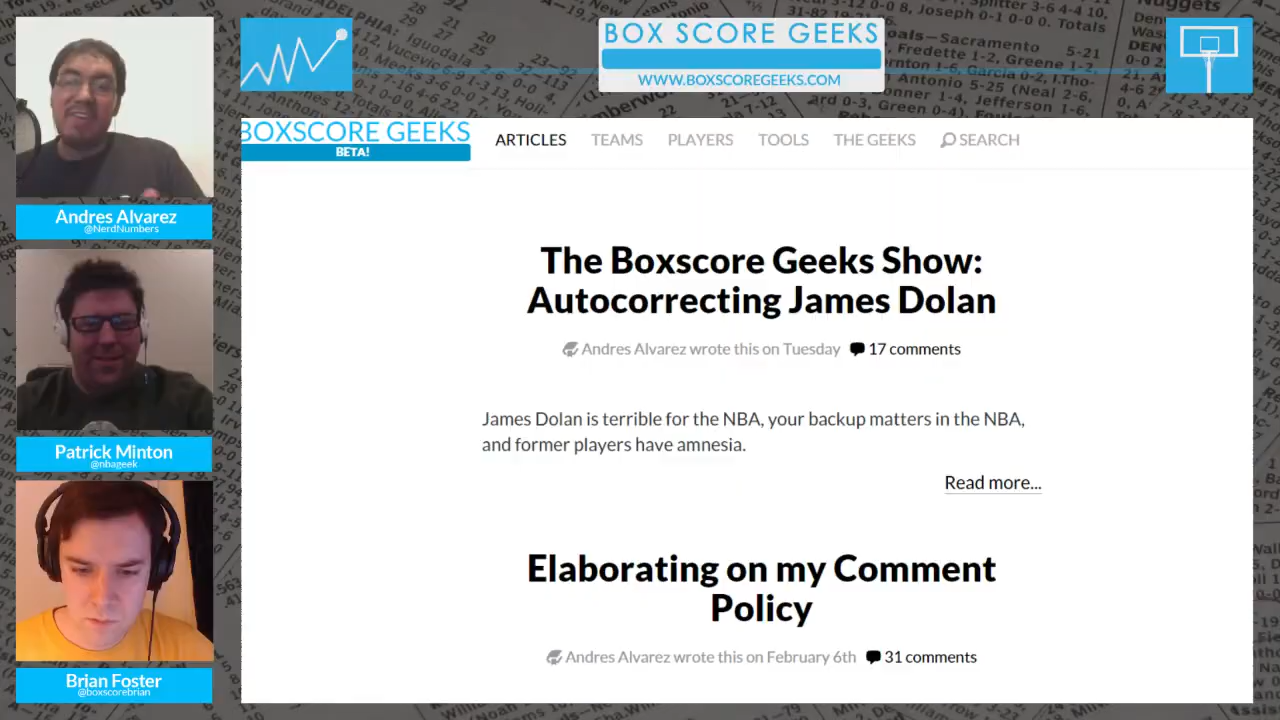 BOX SCORE GEEKS
WWW.BOXSCOREGEEKS.COM
Andres Alvarez
@NerdNumbers
Patrick Minton
@nbageek
Brian Foster
@boxscorebrian
BOXSCORE GEEKS
BETA!
ARTICLES TEAMS PLAYERS TOOLS THE GEEKS SEARCH
The Boxscore Geeks Show:
Autocorrecting James Dolan
Andres Alvarez wrote this on Tuesday 17 comments
James Dolan is terrible for the NBA, your backup matters in the NBA,
and former players have amnesia.
Read more...
Elaborating on my Comment
Policy
Andres Alvarez wrote this on February 6th 31 comments